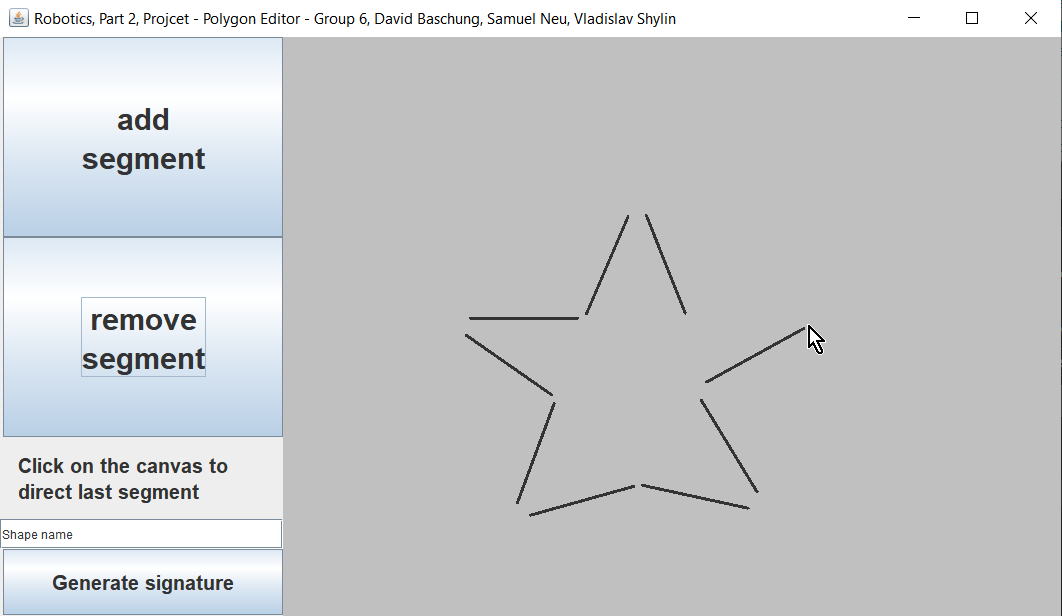 Robotics, Part 2, Projcet - Polygon Editor - Group 6, David Baschung, Samuel Neu, Vladislav Shylin
add
segment
remove
segment
Click on the canvas to
direct last segment
Shape name
Generate signature